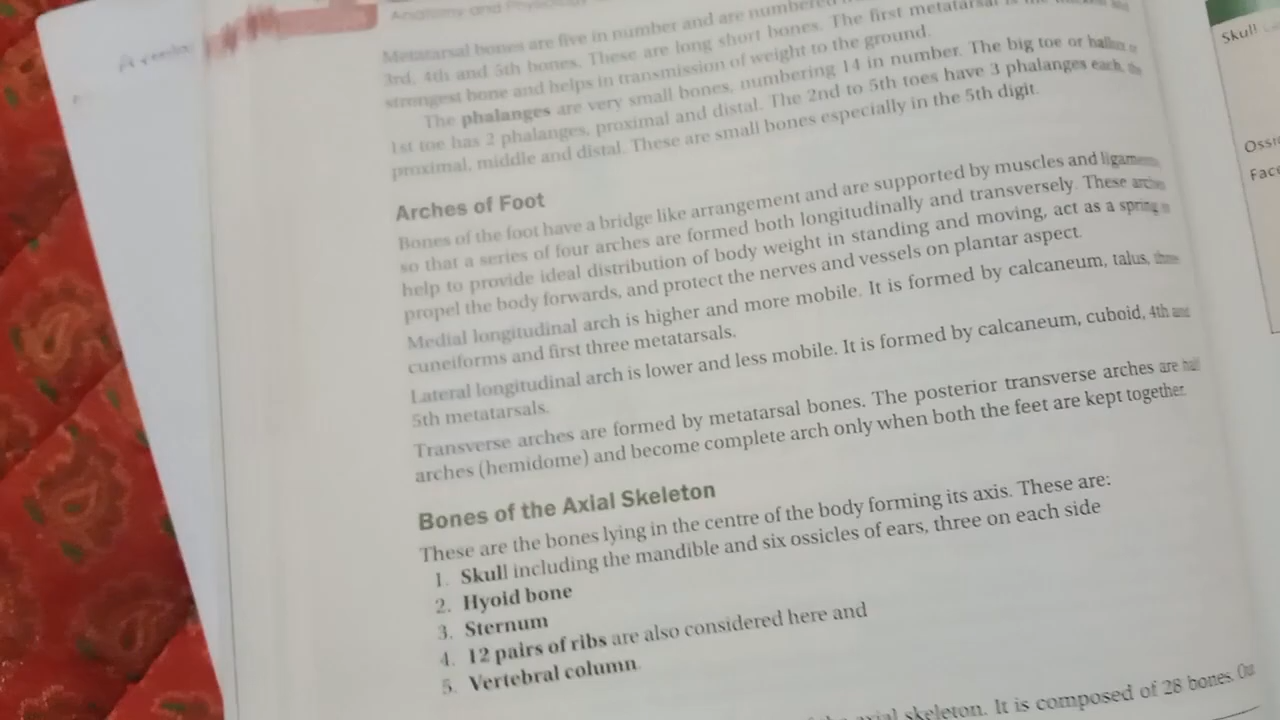 Anatomy and Physiology
Metatarsal bones are five in number and are numbered
3rd, 4th and 5th bones. These are long short bones. The first metatarsal is the
strongest bone and helps in transmission of weight to the ground.
The phalanges are very small bones, numbering 14 in number. The big toe or hallux or
1st toe has 2 phalanges, proximal and distal. The 2nd to 5th toes have 3 phalanges each, the
proximal, middle and distal. These are small bones especially in the 5th digit.
Arches of Foot
Bones of the foot have a bridge like arrangement and are supported by muscles and ligaments
so that a series of four arches are formed both longitudinally and transversely. These arches
help to provide ideal distribution of body weight in standing and moving, act as a spring to
propel the body forwards, and protect the nerves and vessels on plantar aspect.
Medial longitudinal arch is higher and more mobile. It is formed by calcaneum, talus, three
cuneiforms and first three metatarsals.
Lateral longitudinal arch is lower and less mobile. It is formed by calcaneum, cuboid, 4th and
5th metatarsals.
Transverse arches are formed by metatarsal bones. The posterior transverse arches are half
arches (hemidome) and become complete arch only when both the feet are kept together.
Bones of the Axial Skeleton
These are the bones lying in the centre of the body forming its axis. These are:
1. Skull including the mandible and six ossicles of ears, three on each side
2. Hyoid bone
3. Sternum
4. 12 pairs of ribs are also considered here and
5. Vertebral column.
axial skeleton. It is composed of 28 bones. Out
Skull